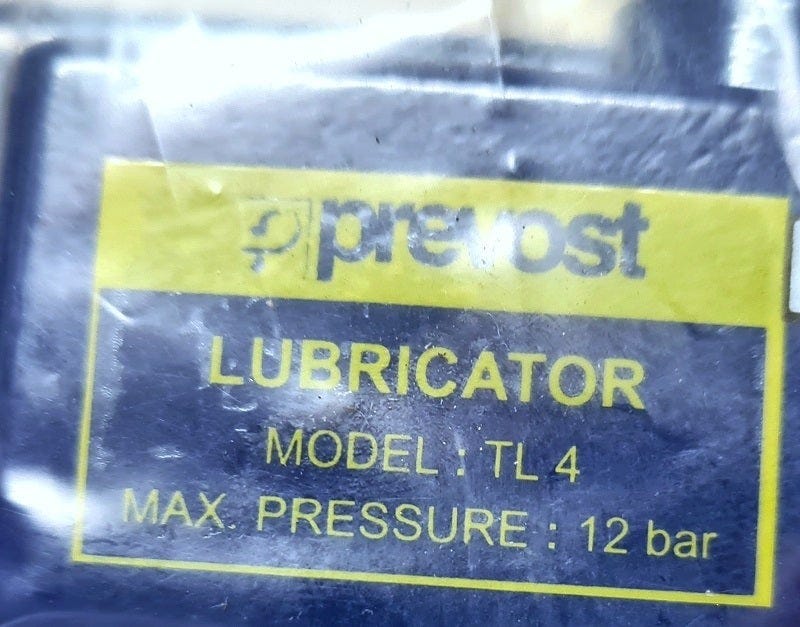 prevost
LUBRICATOR
MODEL : TL 4
MAX PRESSURE : 12 bar